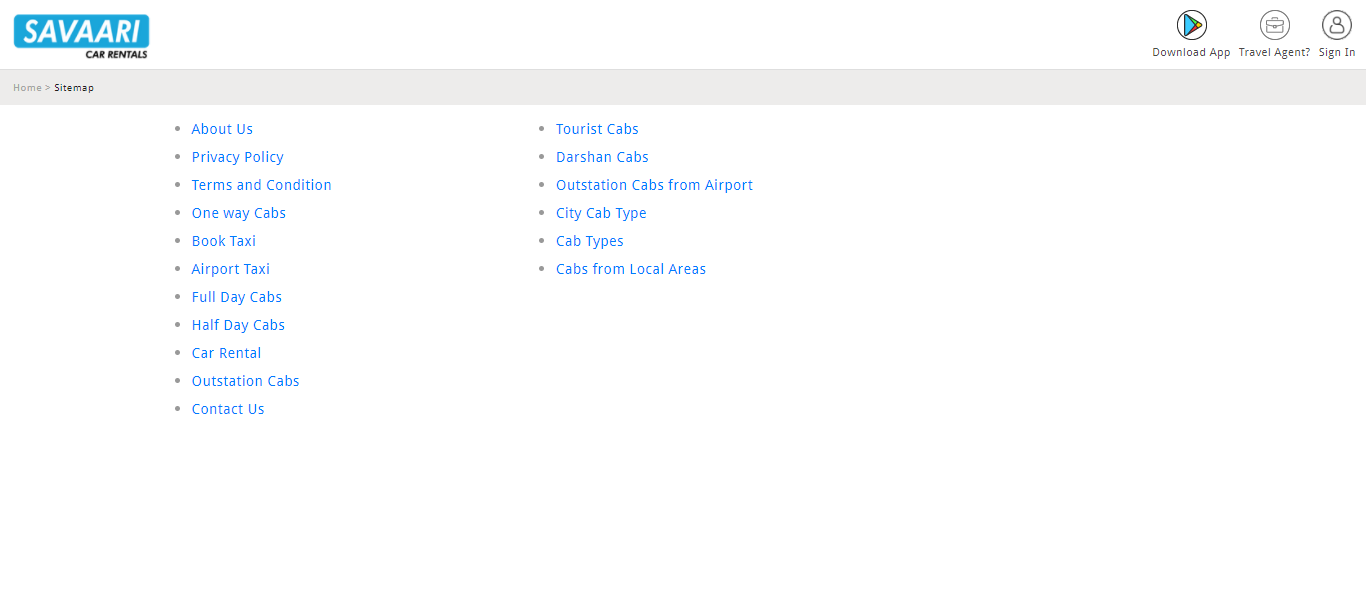 SAVAARI
CAR RENTALS
Download App
Travel Agent?
Sign In
Home > Sitemap
About Us
Privacy Policy
Terms and Condition
One way Cabs
Book Taxi
Airport Taxi
Full Day Cabs
Half Day Cabs
Car Rental
Outstation Cabs
Contact Us
Tourist Cabs
Darshan Cabs
Outstation Cabs from Airport
City Cab Type
Cab Types
Cabs from Local Areas